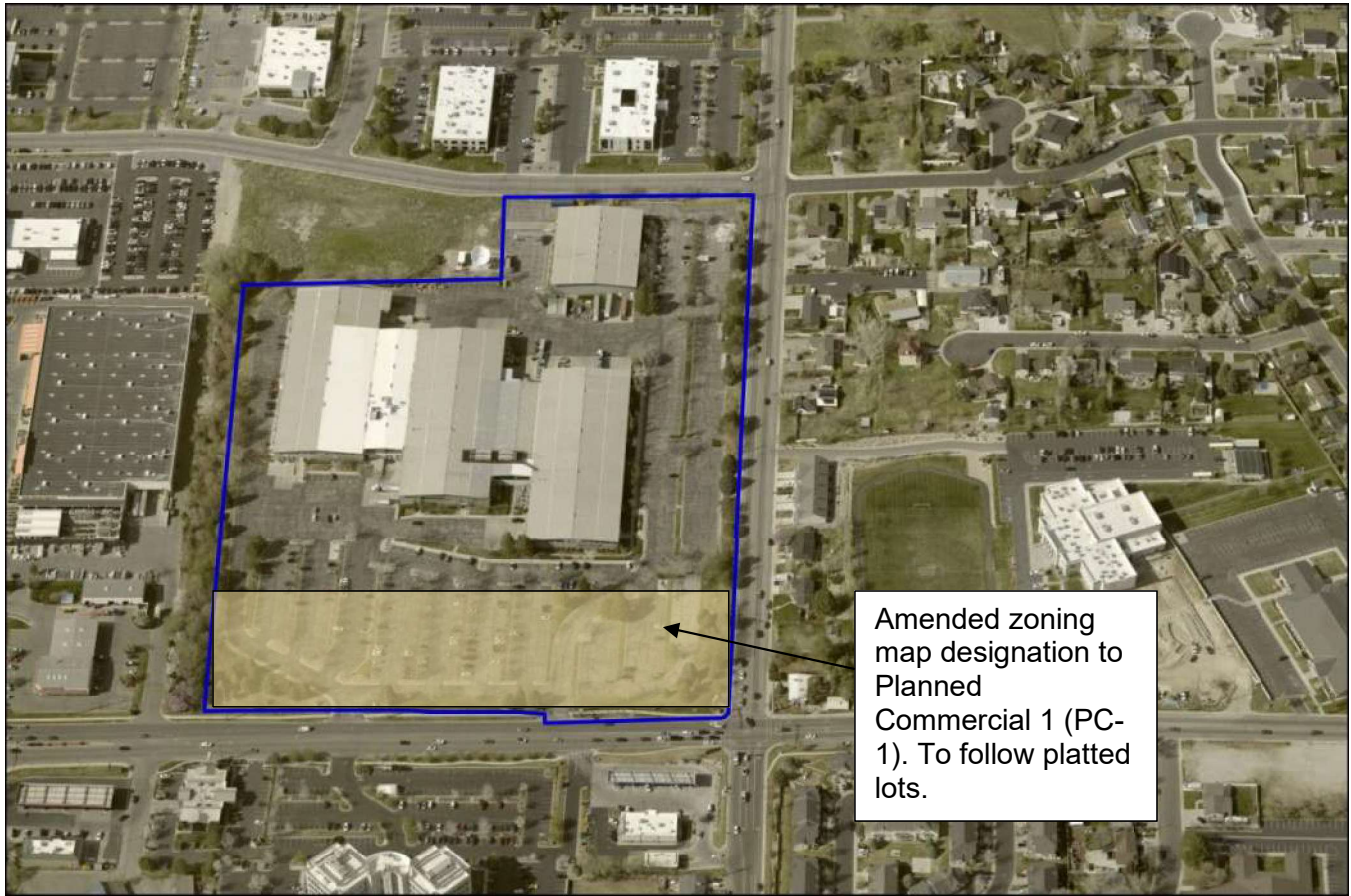 Amended zoning
map designation to
Planned
Commercial 1 (PC-
1). To follow platted
lots.